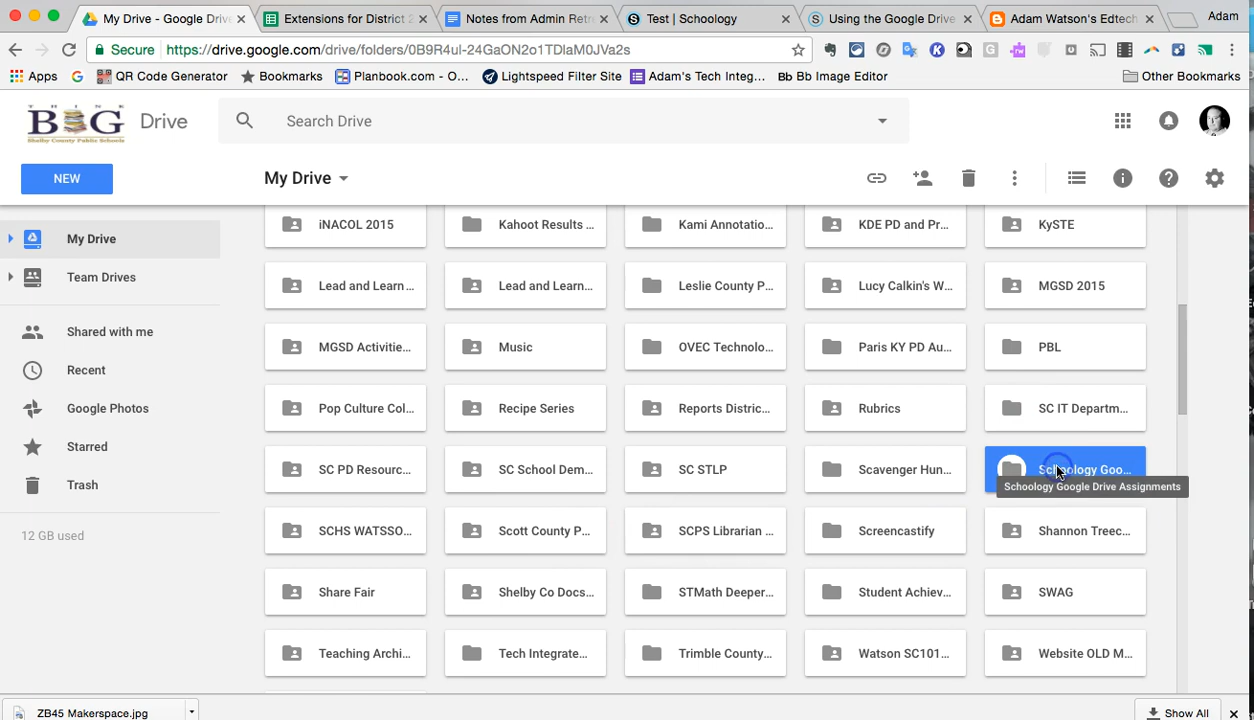 My Drive - Google Drive
Extensions for District 2
Notes from Admin Retre
Test | Schoology
Using the Google Drive
Adam Watson's Edtech
Adam
Secure
https://drive.google.com/drive/folders/0B9R4ul-24GaON2o1TDlaM0JVa2s
Apps
QR Code Generator
Bookmarks
Planbook.com - O...
Lightspeed Filter Site
Adam's Tech Integ...
Bb Bb Image Editor
Other Bookmarks
THINK
BIG
Shelby County Public Schools
Drive
Search Drive
NEW
My Drive
My Drive
Team Drives
Shared with me
Recent
Google Photos
Starred
Trash
12 GB used
iNACOL 2015
Kahoot Results ...
Kami Annotatio...
KDE PD and Pr...
KySTE
Lead and Learn ...
Lead and Learn...
Leslie County P...
Lucy Calkin's W...
MGSD 2015
MGSD Activitie...
Music
OVEC Technolo...
Paris KY PD Au...
PBL
Pop Culture Col...
Recipe Series
Reports Distric...
Rubrics
SC IT Departm...
SC PD Resourc...
SC School Dem...
SC STLP
Scavenger Hun...
Schoology Goo...
Schoology Google Drive Assignments
SCHS WATSSO...
Scott County P...
SCPS Librarian ...
Screencastify
Shannon Treec...
Share Fair
Shelby Co Docs...
STMath Deeper...
Student Achiev...
SWAG
Teaching Archi...
Tech Integrate...
Trimble County...
Watson SC101...
Website OLD M...
ZB45 Makerspace.jpg
Show All